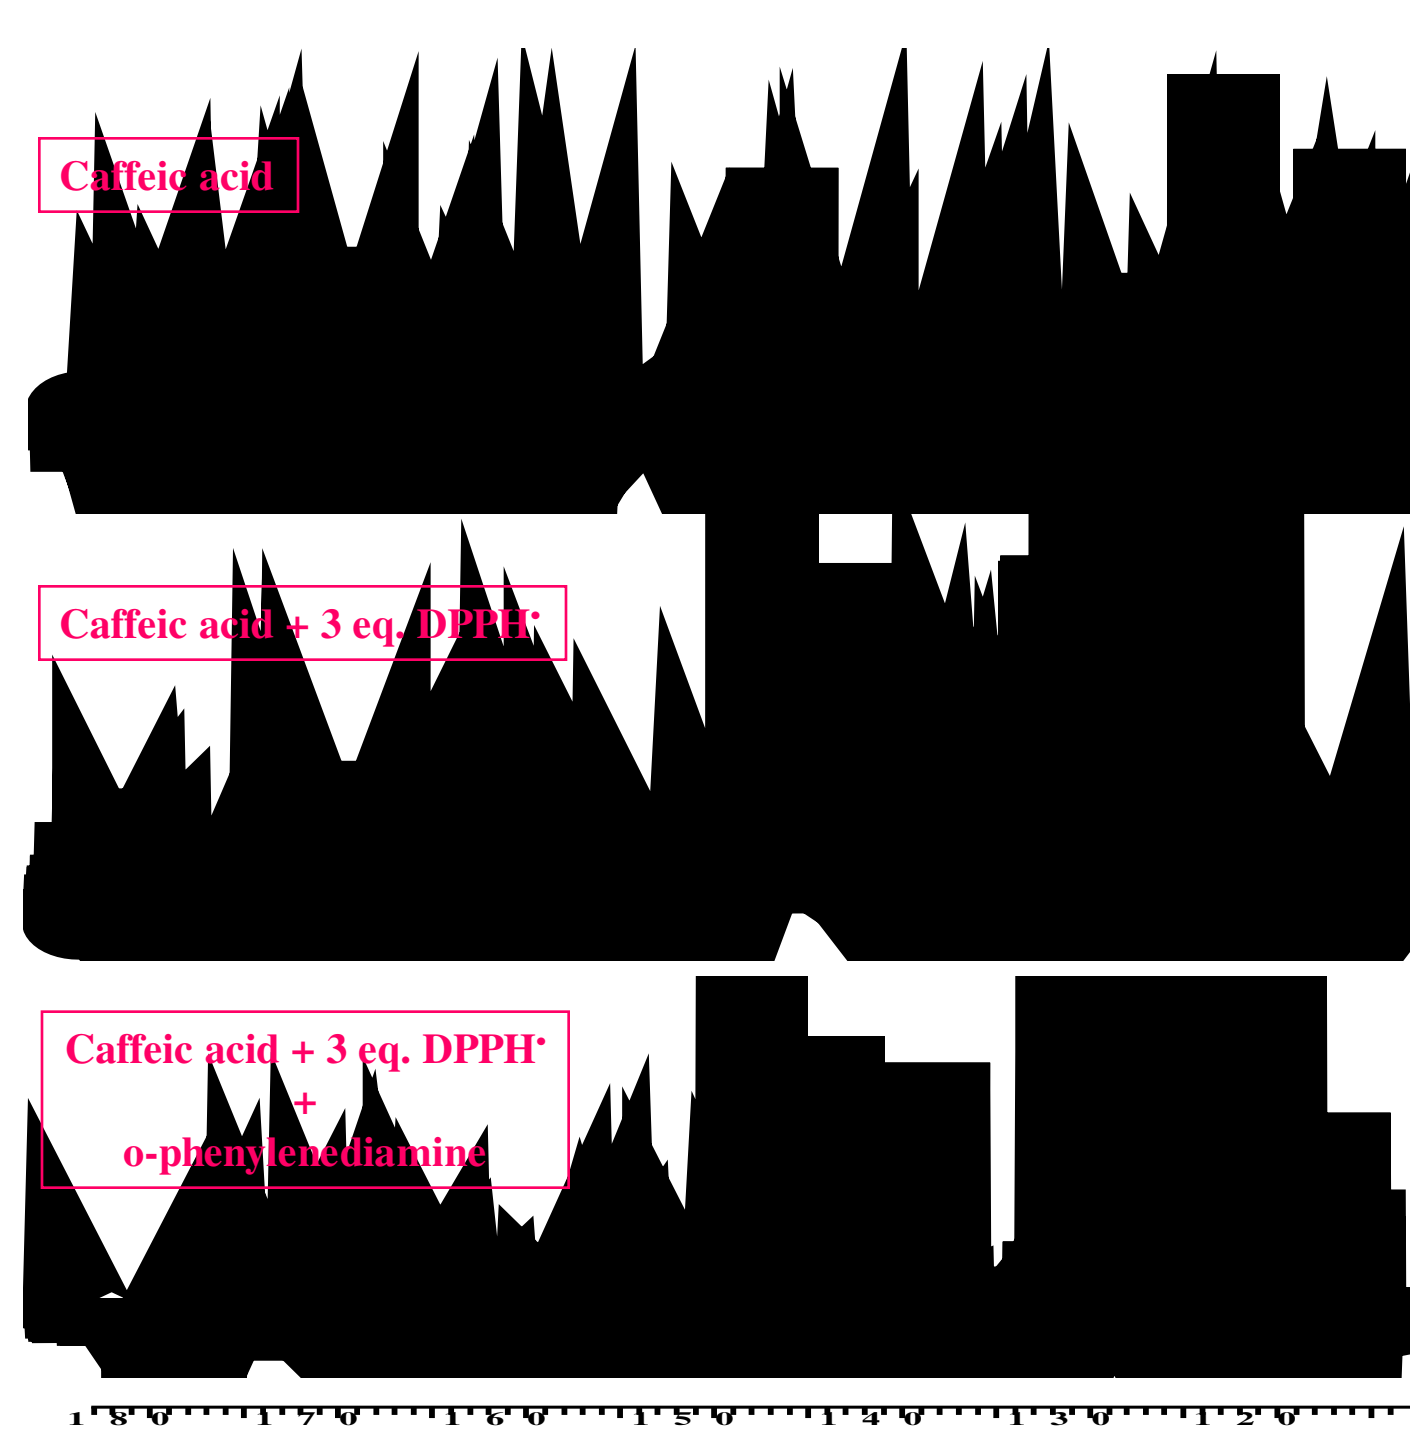 Caffeic acid
Caffeic acid + 3 eq. DPPH•
Caffeic acid + 3 eq. DPPH•
+
o-phenylenediamine
180 170 160 150 140 130 120